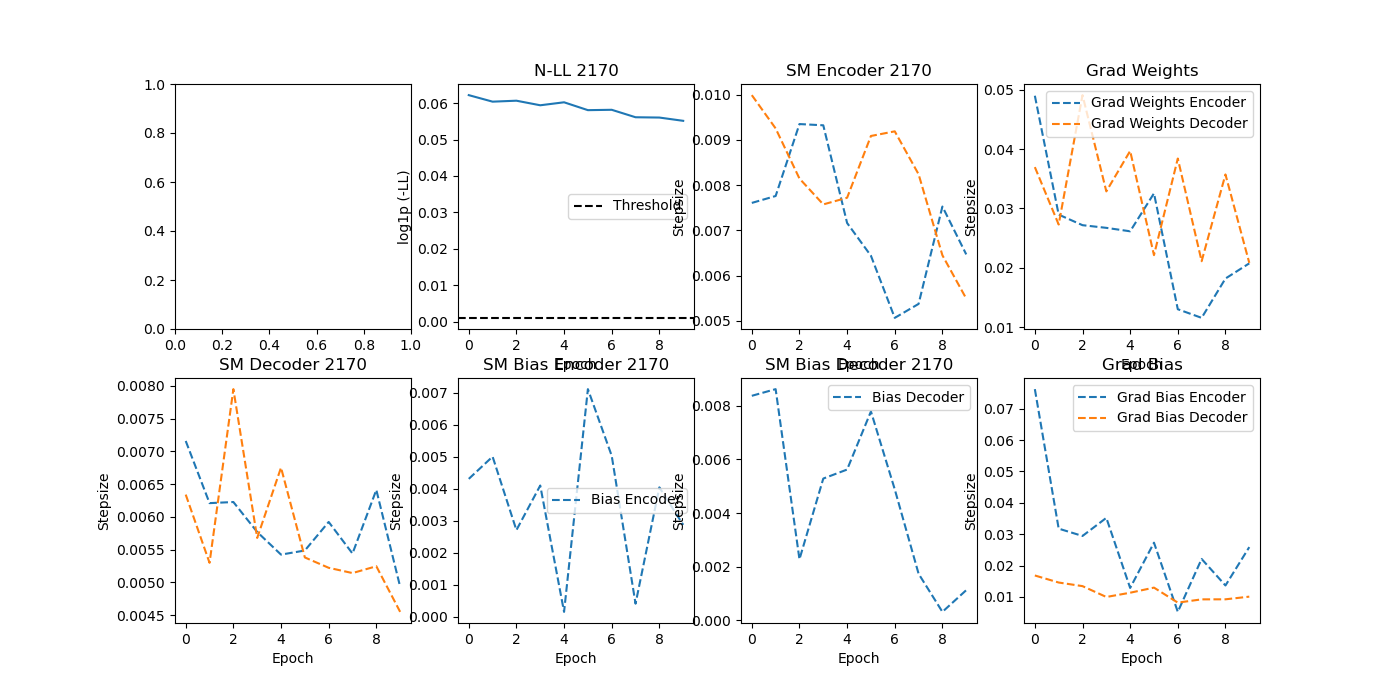 N-LL 2170
SM Encoder 2170
Grad Weights
1.0
0.8
0.6
0.4
0.2
0.0
0.0 0.2 0.4 0.6 0.8 1.0
log1p (-LL)
0.06
0.05
0.04
0.03
0.02
0.01
0.00
Threshold
0 2 4 6 8
Epoch
Stepsize
0.010
0.009
0.008
0.007
0.006
0.005
0 2 4 6 8
Epoch
Stepsize
0.05
0.04
0.03
0.02
0.01
Grad Weights Encoder
Grad Weights Decoder
0 2 4 6 8
Epoch
SM Decoder 2170
SM Bias Encoder 2170
SM Bias Decoder 2170
Grad Bias
Stepsize
0.0080
0.0075
0.0070
0.0065
0.0060
0.0055
0.0050
0.0045
0 2 4 6 8
Epoch
Stepsize
0.007
0.006
0.005
0.004
0.003
0.002
0.001
0.000
Bias Encoder
0 2 4 6 8
Epoch
Stepsize
0.008
0.006
0.004
0.002
0.000
Bias Decoder
0 2 4 6 8
Epoch
Stepsize
0.07
0.06
0.05
0.04
0.03
0.02
0.01
Grad Bias Encoder
Grad Bias Decoder
0 2 4 6 8
Epoch